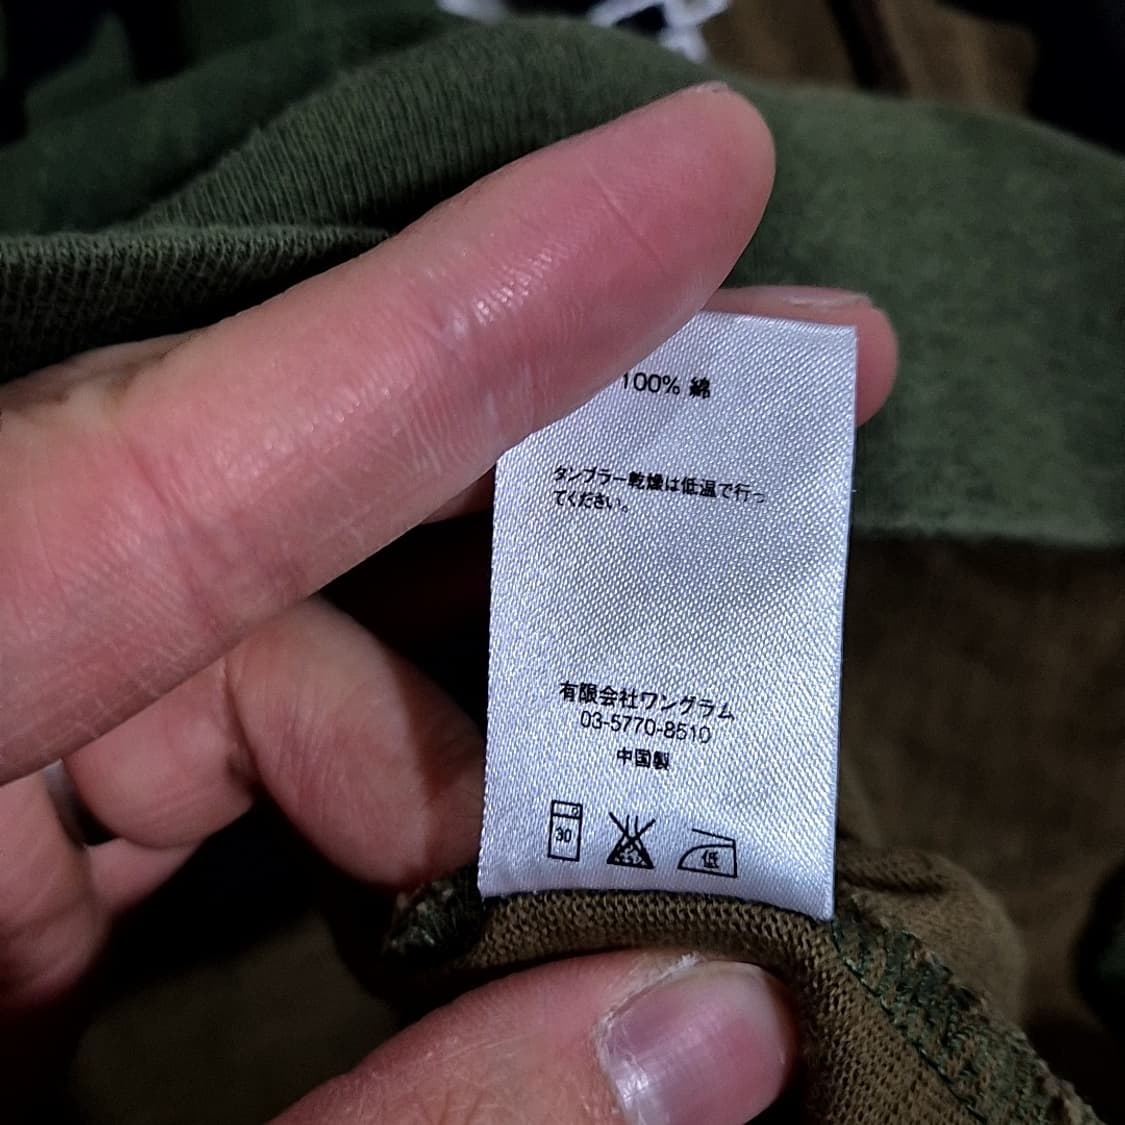 100% 綿
タンブラー乾燥は低温で行っ
てください。
有限会社ワングラム
03-5770-8510
中国製
30
低